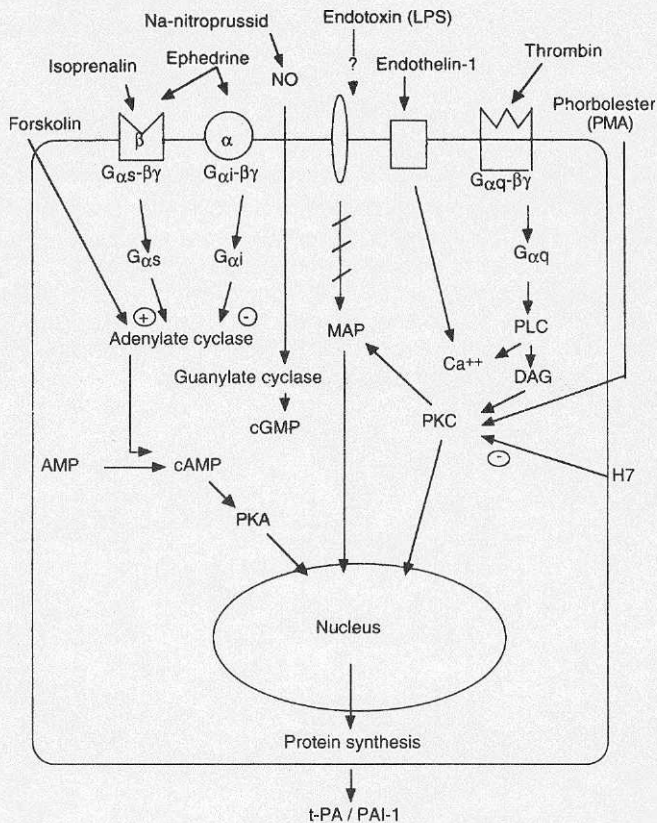 Na-nitroprussid
Endotoxin (LPS)
Isoprenalin
Ephedrine
NO
?
Endothelin-1
Thrombin
Forskolin
Phorbolester
(PMA)
β
α
Gαs-βγ
Gαi-βγ
Gαq-βγ
Gαs
Gαi
Gαq
+
-
Adenylate cyclase
MAP
PLC
Ca++
DAG
Guanylate cyclase
cGMP
PKC
AMP
cAMP
-
H7
PKA
Nucleus
Protein synthesis
t-PA / PAI-1